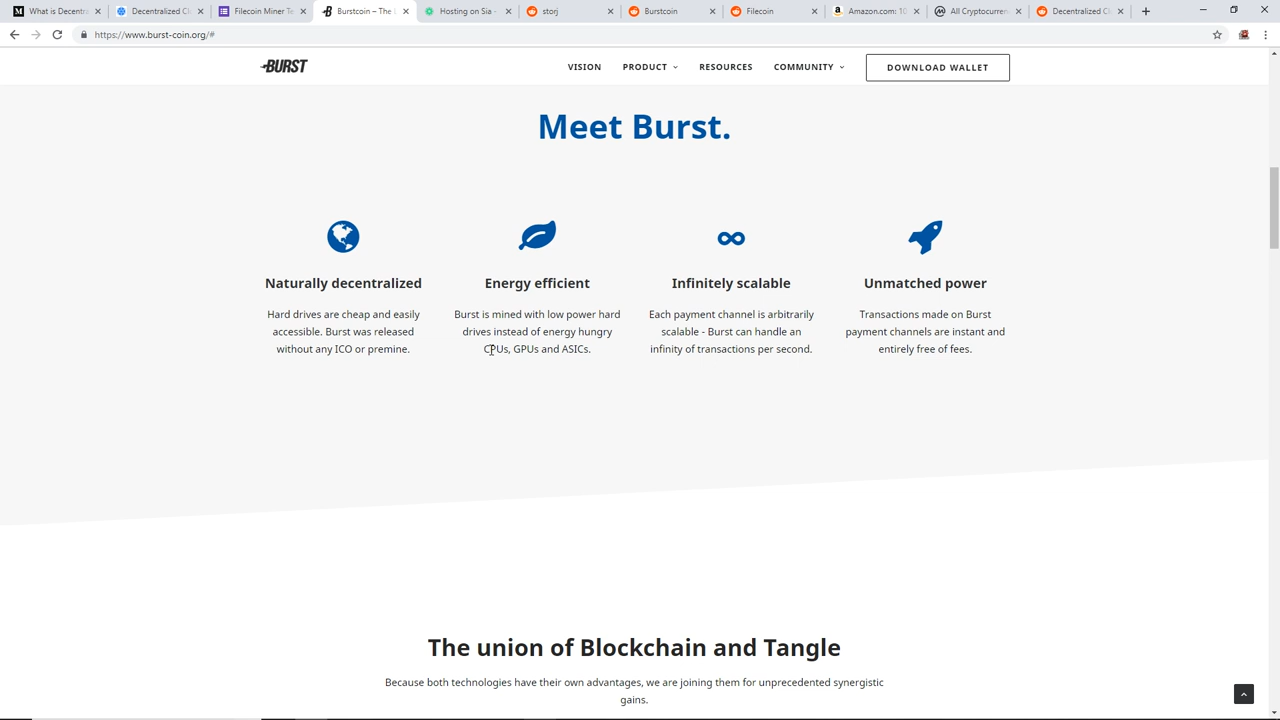 What is Decentra
Decentralized Cl
Filecoin Miner Te
Burstcoin – The L
Hosting on Sia -
storj
Burstcoin
Filecoin
Amazon.com: 10
All Cryptocurren
Decentralized Cl
https://www.burst-coin.org/#
BURST
VISION
PRODUCT
RESOURCES
COMMUNITY
DOWNLOAD WALLET
Meet Burst.
Naturally decentralized
Hard drives are cheap and easily
accessible. Burst was released
without any ICO or premine.
Energy efficient
Burst is mined with low power hard
drives instead of energy hungry
CPUs, GPUs and ASICs.
Infinitely scalable
Each payment channel is arbitrarily
scalable - Burst can handle an
infinity of transactions per second.
Unmatched power
Transactions made on Burst
payment channels are instant and
entirely free of fees.
The union of Blockchain and Tangle
Because both technologies have their own advantages, we are joining them for unprecedented synergistic
gains.